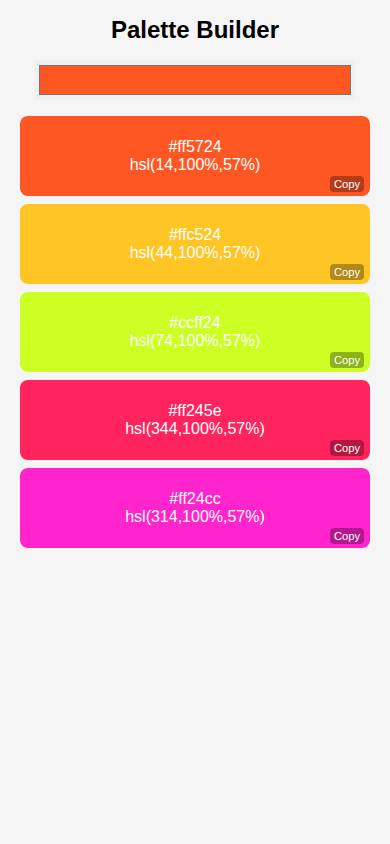 Palette Builder
#ff5724
hsl(14,100%,57%)
Copy
#ffc524
hsl(44,100%,57%)
Copy
#ccff24
hsl(74,100%,57%)
Copy
#ff245e
hsl(344,100%,57%)
Copy
#ff24cc
hsl(314,100%,57%)
Copy